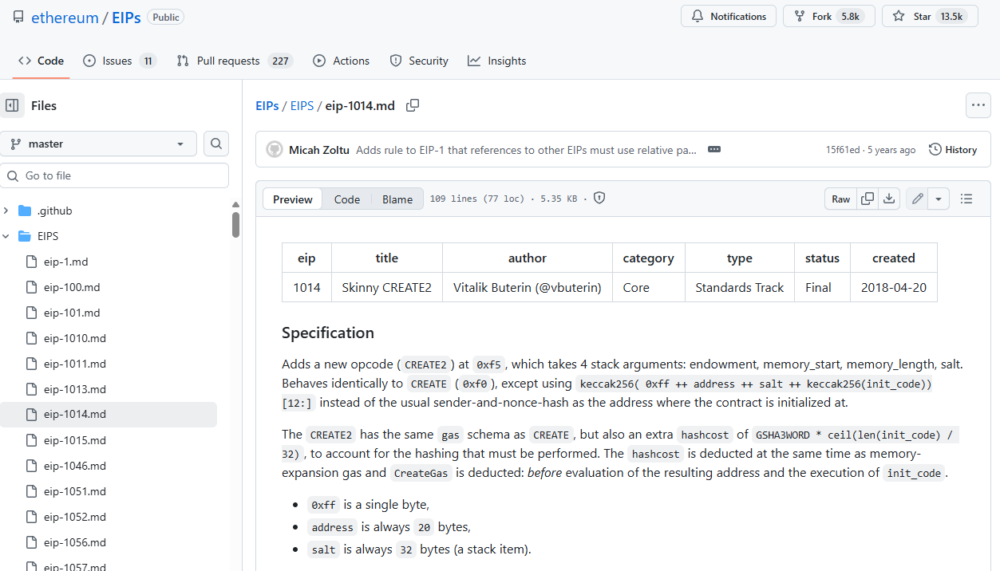 ethereum / EIPs Public
Notifications Fork 5.8k Star 13.5k
Code Issues 11 Pull requests 227 Actions Security Insights
Files
master
Go to file
.github
EIPS
eip-1.md
eip-100.md
eip-101.md
eip-1010.md
eip-1011.md
eip-1013.md
eip-1014.md
eip-1015.md
eip-1046.md
eip-1051.md
eip-1052.md
eip-1056.md
eip-1057.md
EIPs / EIPS / eip-1014.md
Micah Zoltu Adds rule to EIP-1 that references to other EIPs must use relative pa... 15f61ed · 5 years ago History
Preview Code Blame 109 lines (77 loc) · 5.35 KB · Raw
eip title author category type status created
1014 Skinny CREATE2 Vitalik Buterin (@vbuterin) Core Standards Track Final 2018-04-20
Specification
Adds a new opcode ( CREATE2 ) at 0xf5 , which takes 4 stack arguments: endowment, memory_start, memory_length, salt.
Behaves identically to CREATE ( 0xf0 ), except using keccak256( 0xff ++ address ++ salt ++ keccak256(init_code))
[12:] instead of the usual sender-and-nonce-hash as the address where the contract is initialized at.
The CREATE2 has the same gas schema as CREATE , but also an extra hashcost of GSHA3WORD * ceil(len(init_code) /
32) , to account for the hashing that must be performed. The hashcost is deducted at the same time as memory-
expansion gas and CreateGas is deducted: before evaluation of the resulting address and the execution of init_code .
• 0xff is a single byte,
• address is always 20 bytes,
• salt is always 32 bytes (a stack item).